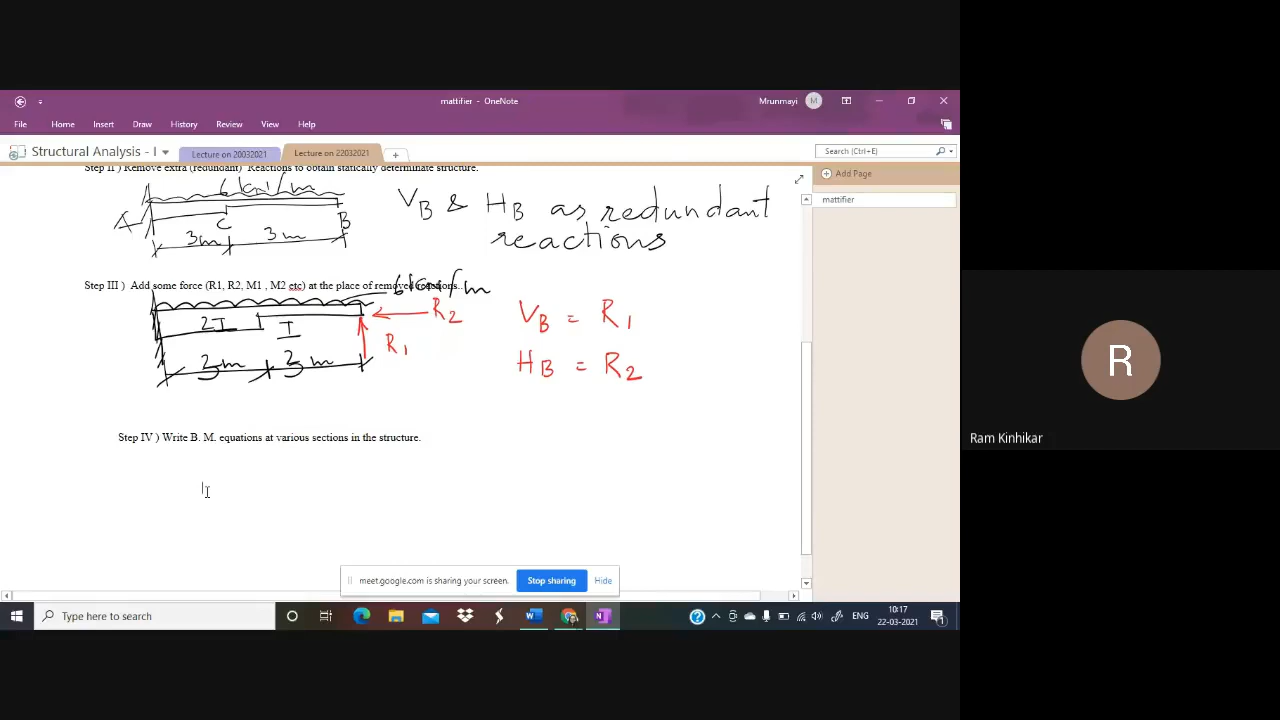 mattifier - OneNote
Mrunmayi
M
File Home Insert Draw History Review View Help
Structural Analysis - I
Lecture on 20032021
Lecture on 22032021
Search (Ctrl+E)
Add Page
mattifier
Step II ) Remove extra (redundant) Reactions to obtain statically determinate structure.
6 kN/m
A
C
B
3m
3m
VB & HB as redundant
reactions
Step III ) Add some force (R1, R2, M1 , M2 etc) at the place of removed
6 kN/m
R2
2I
I
R1
3m
3m
VB = R1
HB = R2
Step IV ) Write B. M. equations at various sections in the structure.
meet.google.com is sharing your screen.
Stop sharing
Hide
Type here to search
ENG
10:17
22-03-2021
1
R
Ram Kinhikar